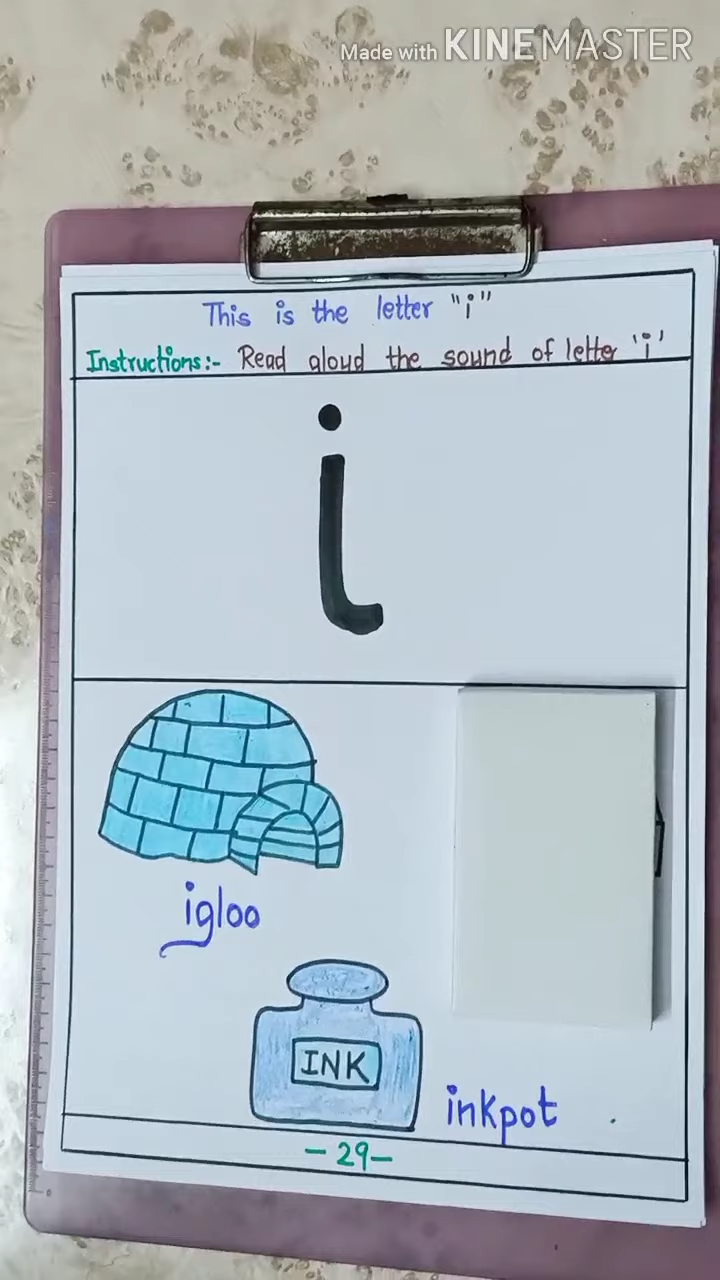 Made with KINEMASTER
This is the letter "i"
Instructions:- Read aloud the sound of letter 'i'
i
igloo
INK
inkpot
-29-